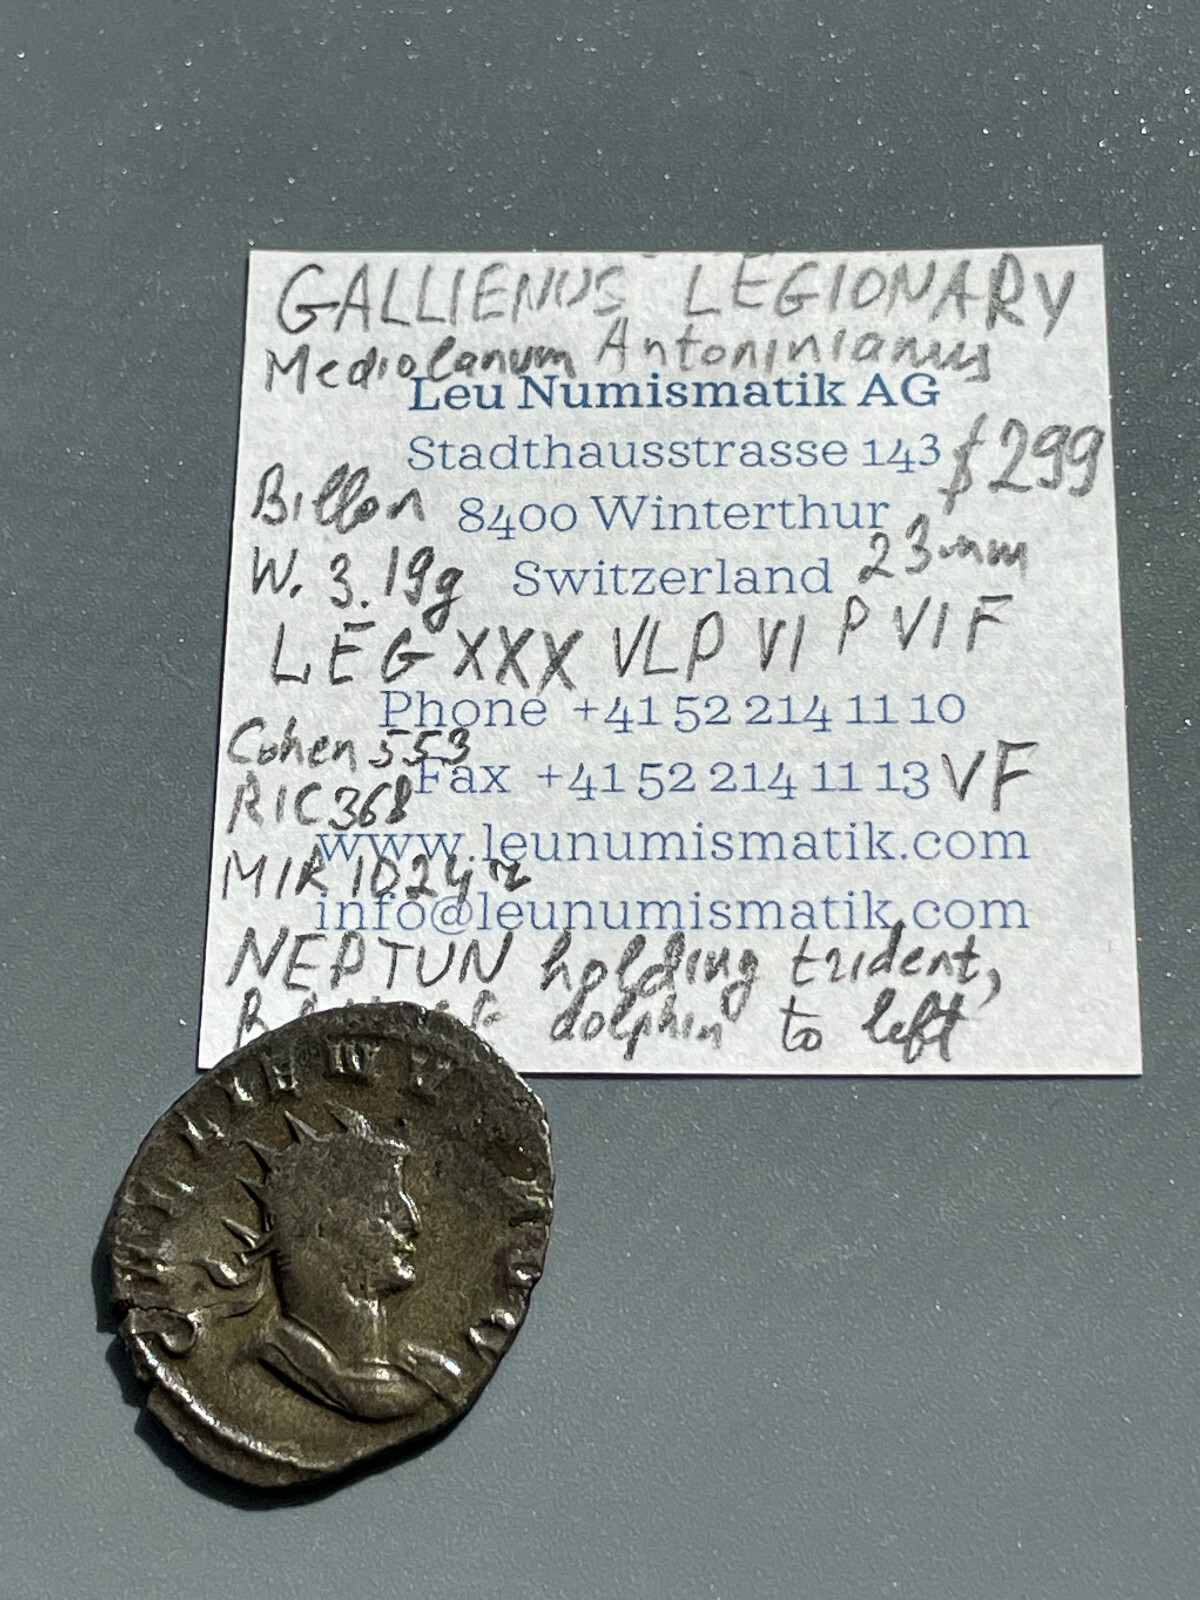 GALLIENUS LEGIONARY
Mediolanum Antoninianus
Leu Numismatik AG
Stadthausstrasse 143 $299
Billon
8400 Winterthur
W. 3.19g Switzerland 23mm
LEG XXX VLP VI P VI F
Phone +41 52 214 11 10
Cohen 553
Fax +41 52 214 11 13 VF
RIC 368
www.leunumismatik.com
MIR 1024r
info@leunumismatik.com
NEPTUN holding trident,
dolphin to left